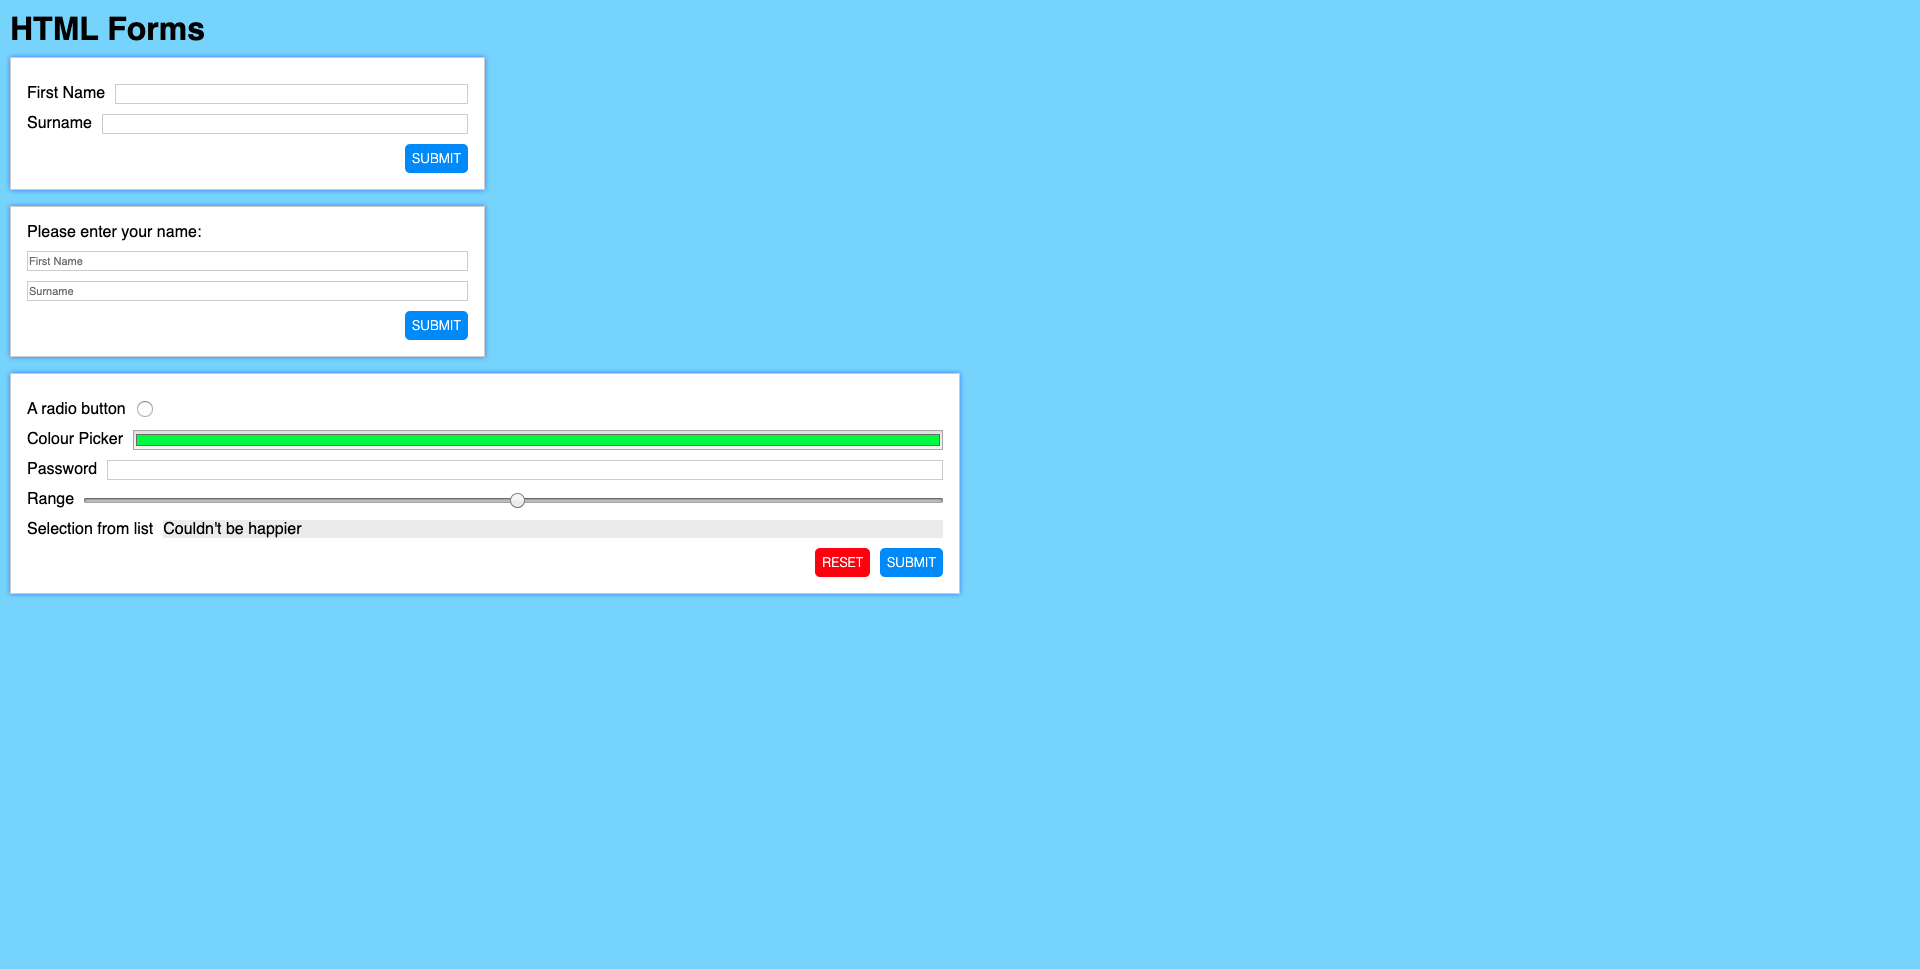 HTML Forms
First Name
Surname
SUBMIT
Please enter your name:
First Name
Surname
SUBMIT
A radio button
Colour Picker
Password
Range
Selection from list Couldn't be happier
RESET SUBMIT